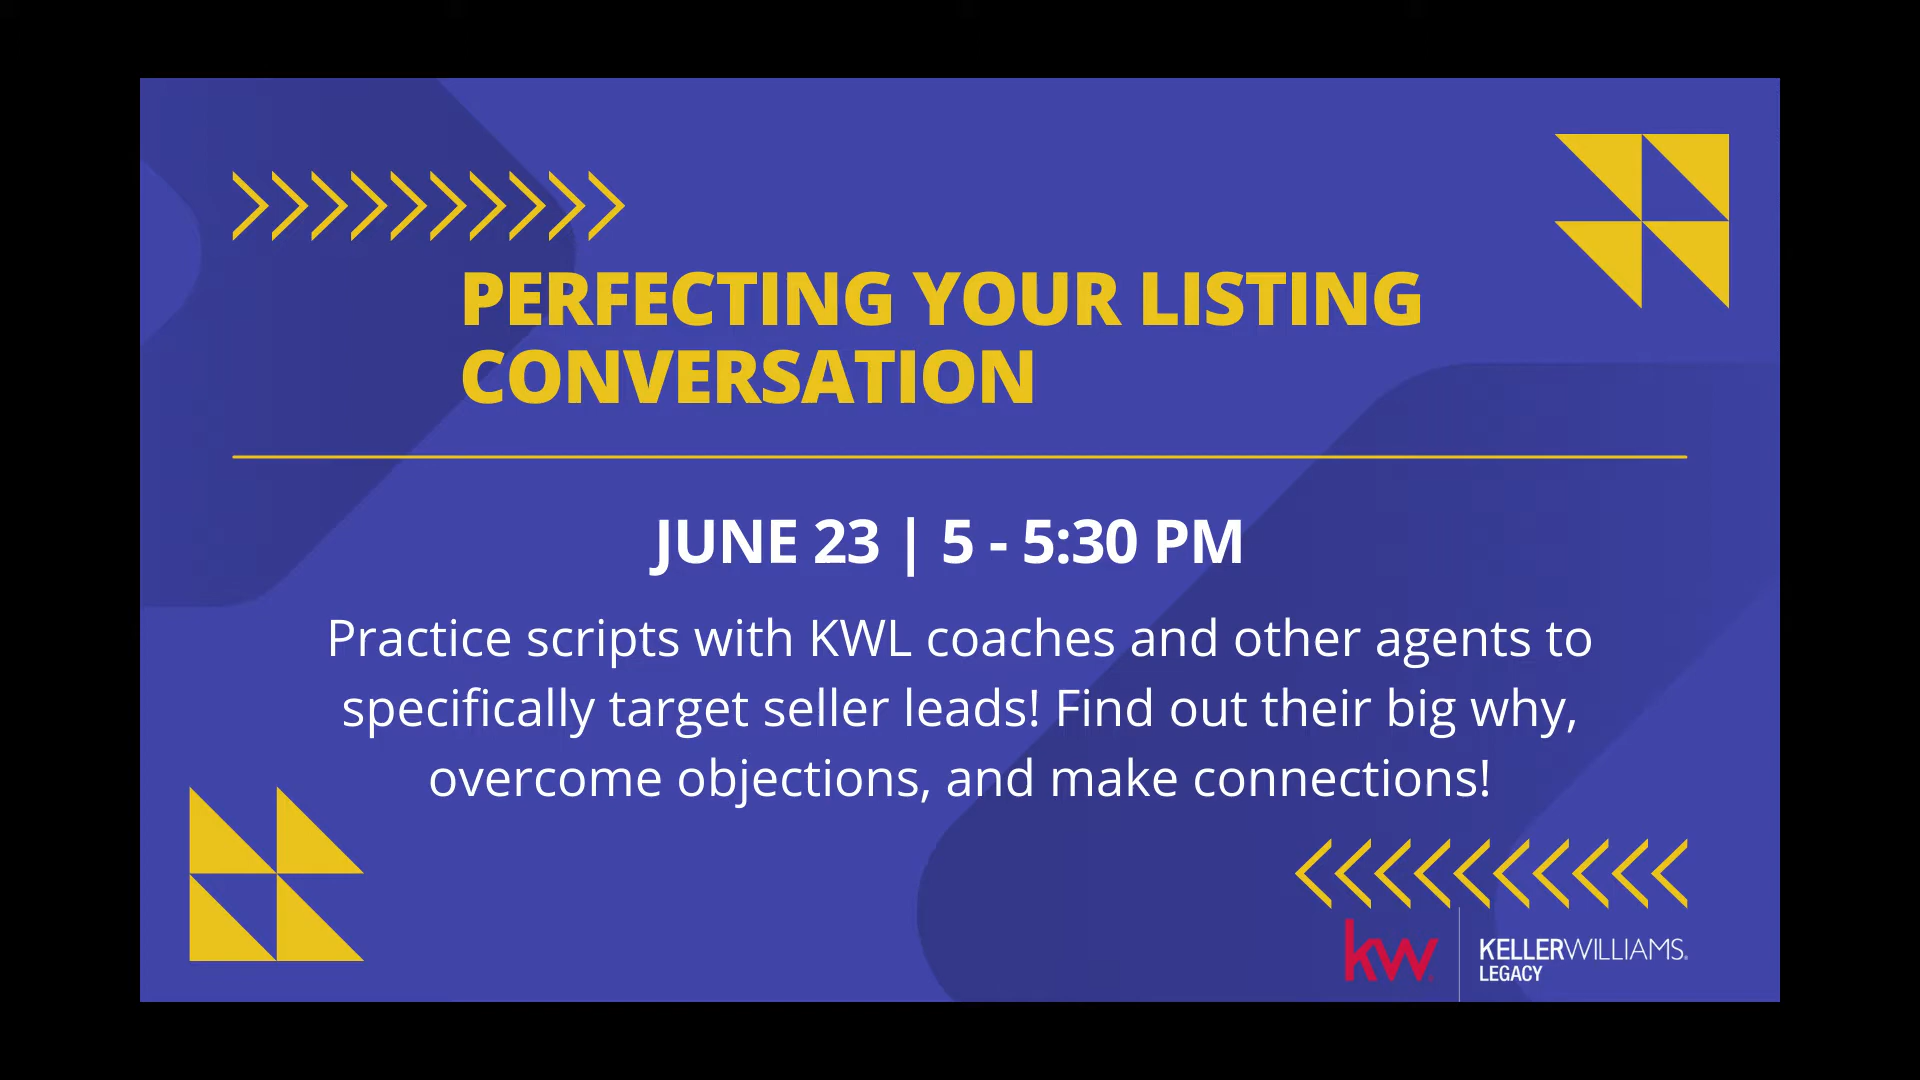 PERFECTING YOUR LISTING
CONVERSATION
JUNE 23 | 5 - 5:30 PM
Practice scripts with KWL coaches and other agents to
specifically target seller leads! Find out their big why,
overcome objections, and make connections!
kw
KELLERWILLIAMS.
LEGACY